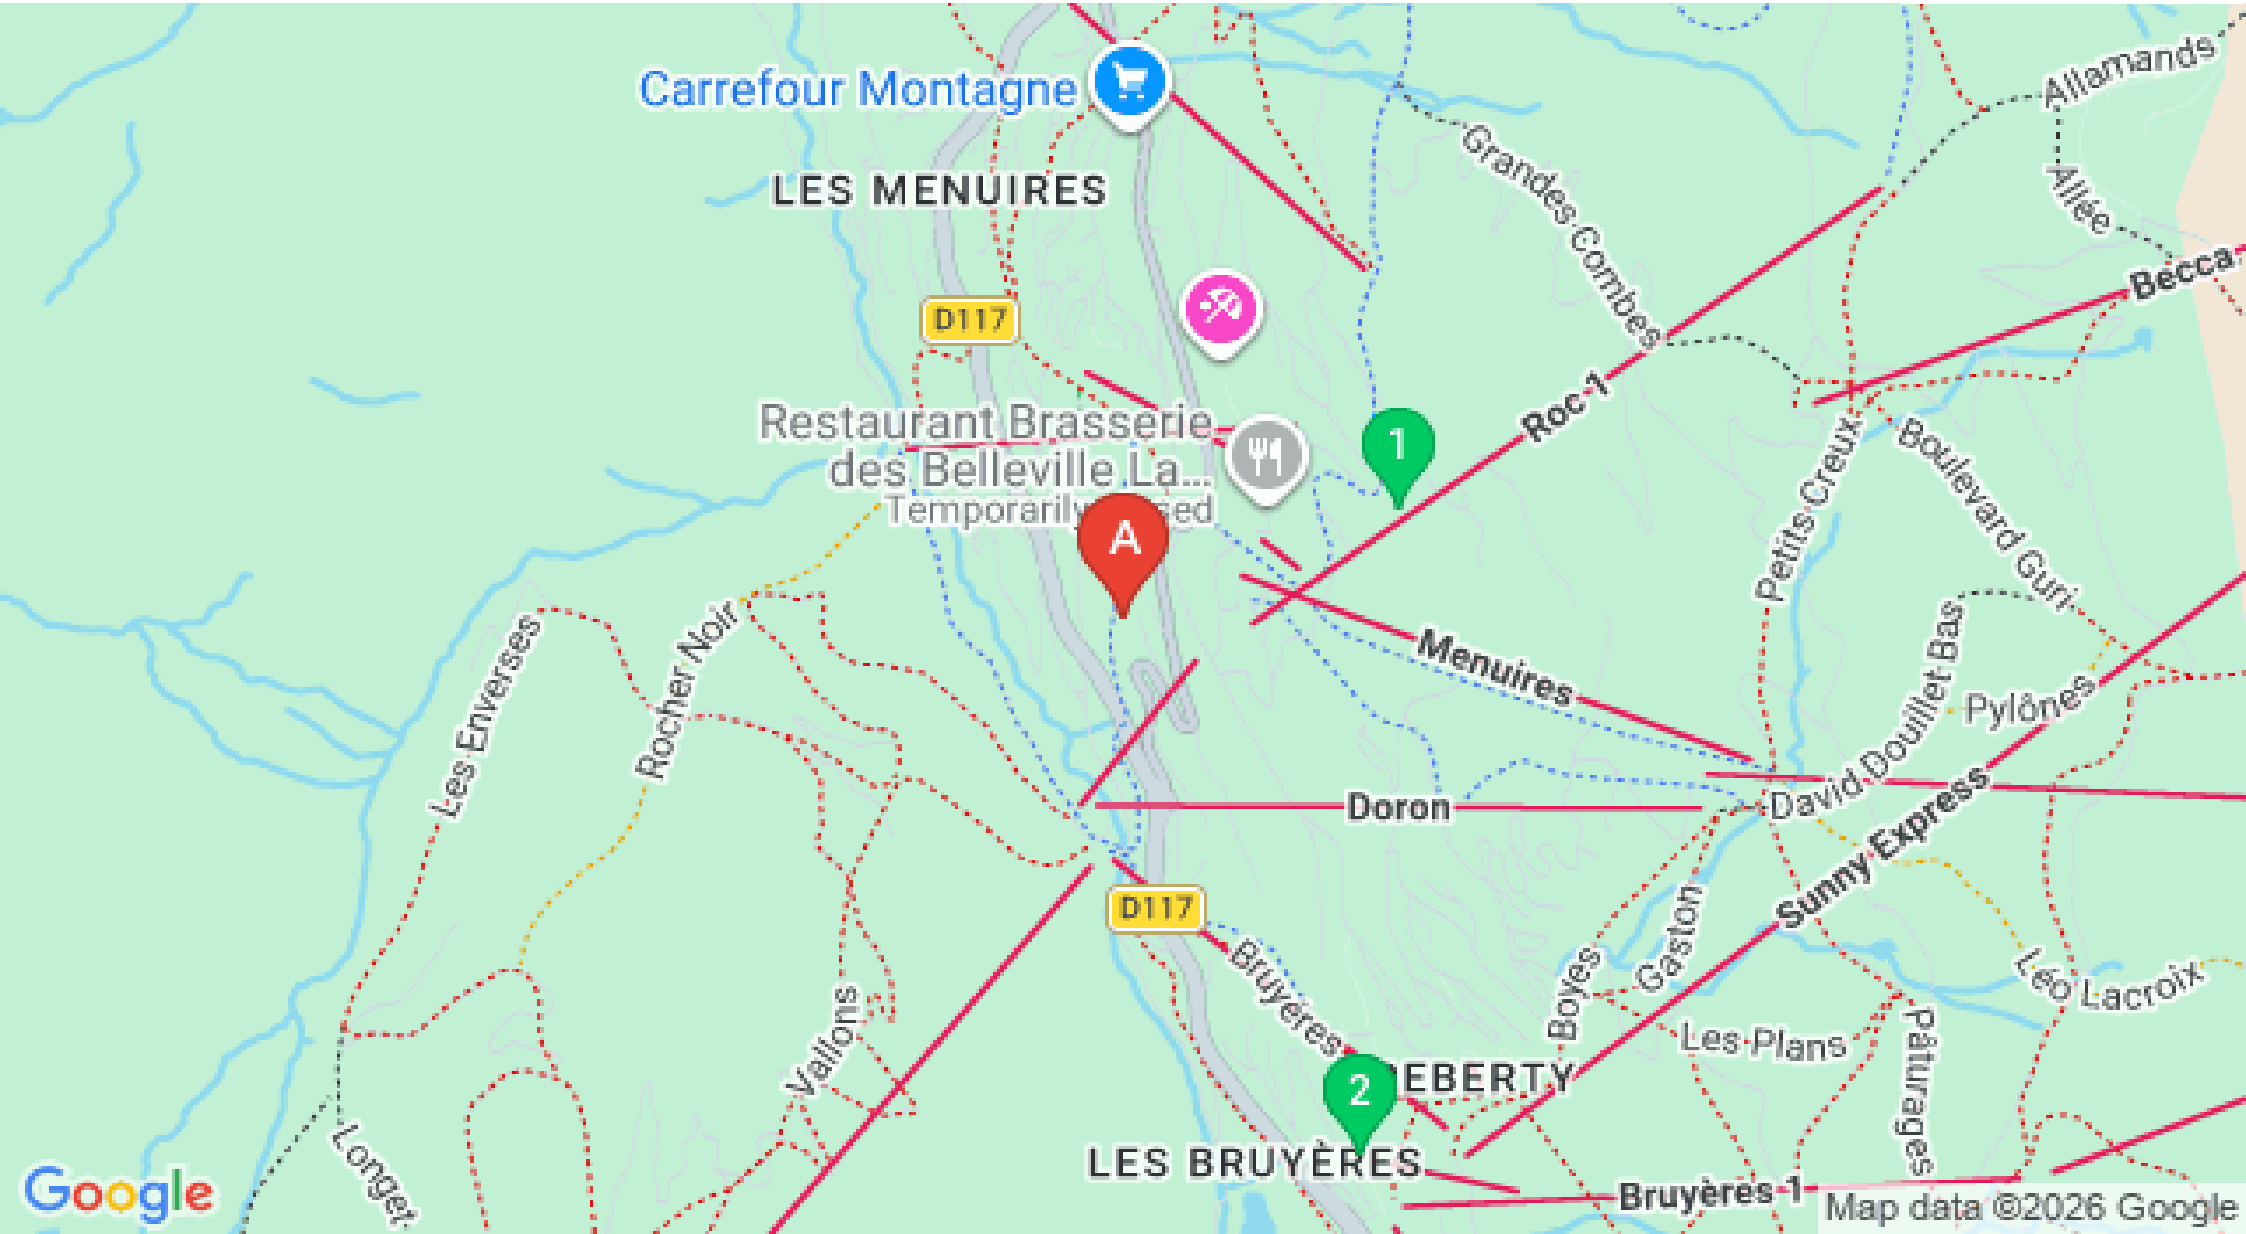 Carrefour Montagne
Allamands
Grandes Combes
Allée
LES MENUIRES
Becca
D117
Roc 1
Restaurant Brasserie
des Belleville La...
Temporarily
1
Petits Creux
Boulevard Guri
A
Les Enverses
Rocher Noir
Menuires
David Douillet Bas
Pylônes
Doron
Sunny Express
D117
Bruyères
Gaston
Boyes
Léo Lacroix
Vallons
Les Plans
Pâturages
2
EBERTY
LES BRUYÈRES
Longet
Bruyères 1
Google
Map data ©2026 Google